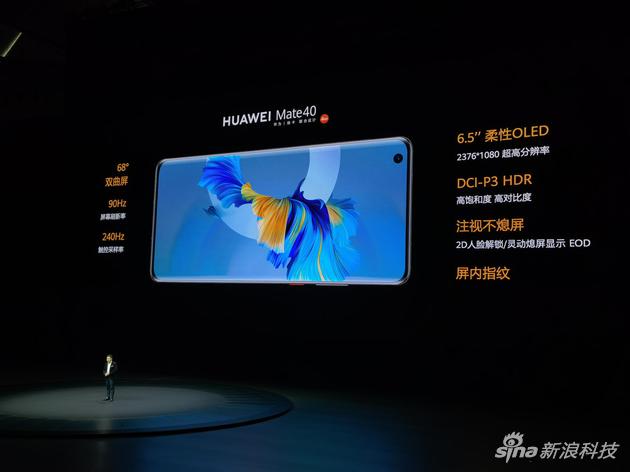 HUAWEI Mate40
68°
双曲屏
90Hz
屏幕刷新率
240Hz
触控采样率
6.5″ 柔性OLED
2376*1080 超高分辨率
DCI-P3 HDR
高饱和度 高对比度
注视不熄屏
2D人脸解锁/灵动熄屏显示 EOD
屏内指纹
sina 新浪科技